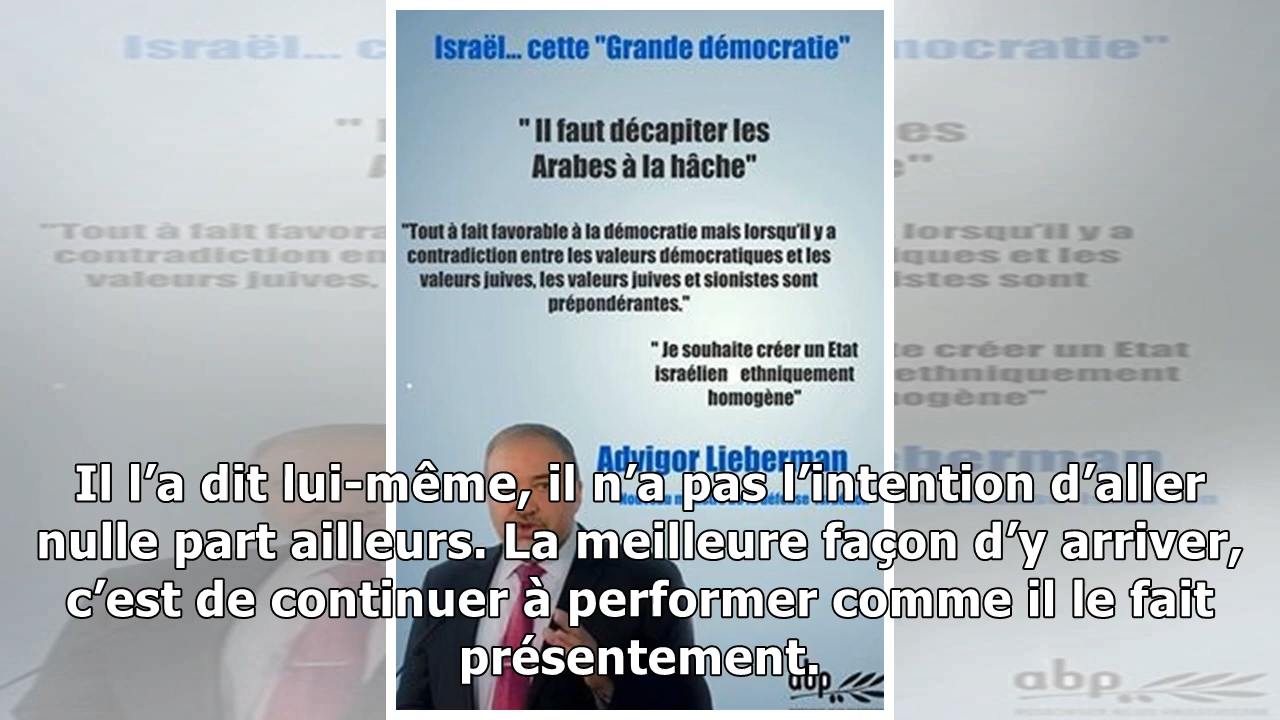 Israël... cette "Grande démocratie"
" Il faut décapiter les
Arabes à la hâche"
"Tout à fait favorable à la démocratie mais lorsqu'il y a
contradiction entre les valeurs démocratiques et les
valeurs juives, les valeurs juives et sionistes sont
prépondérantes."
" Je souhaite créer un Etat
israélien ethniquement
homogène"
Advigor Lieberman
Il l’a dit lui-même, il n’a pas l’intention d’aller
nulle part ailleurs. La meilleure façon d’y arriver,
c’est de continuer à performer comme il le fait
présentement.
abp